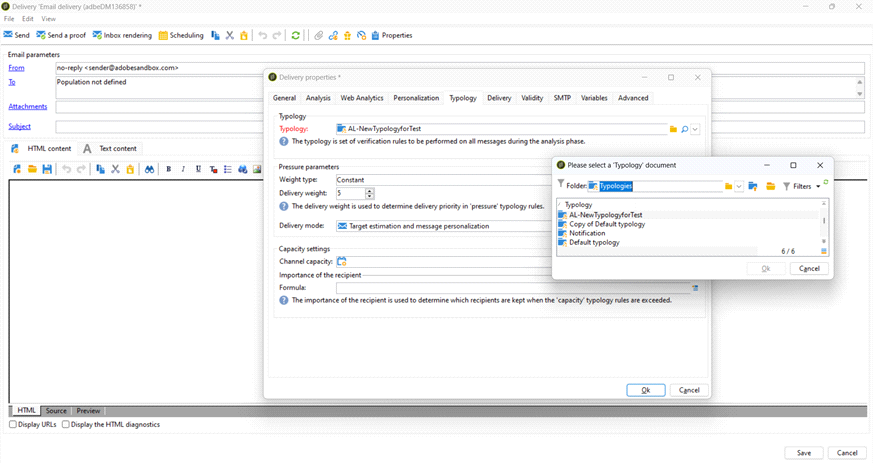 Delivery 'Email delivery (adbeDM136858)' *
File Edit View
Send Send a proof Inbox rendering Scheduling Properties
Email parameters
From no-reply <sender@adobesandbox.com>
To Population not defined
Attachments
Subject
HTML content Text content
B I U
HTML Source Preview
Display URLs Display the HTML diagnostics
Save Cancel
Delivery properties *
General Analysis Web Analytics Personalization Typology Delivery Validity SMTP Variables Advanced
Typology
Typology: AL-NewTypologyforTest
The typology is set of verification rules to be performed on all messages during the analysis phase.
Pressure parameters
Weight type: Constant
Delivery weight: 5
The delivery weight is used to determine delivery priority in 'pressure' typology rules.
Delivery mode: Target estimation and message personalization
Capacity settings
Channel capacity:
Importance of the recipient
Formula:
The importance of the recipient is used to determine which recipients are kept when the 'capacity' typology rules are exceeded.
Ok Cancel
Please select a 'Typology' document
Folder: Typologies Filters
Typology
AL-NewTypologyforTest
Copy of Default typology
Notification
Default typology
6 / 6
Ok Cancel